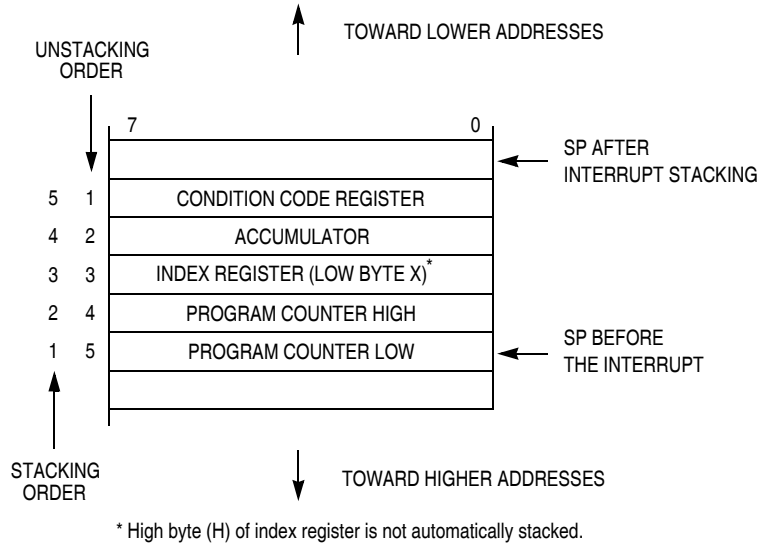 TOWARD LOWER ADDRESSES
UNSTACKING
ORDER
7 0
SP AFTER
INTERRUPT STACKING
5 1 CONDITION CODE REGISTER
4 2 ACCUMULATOR
3 3 INDEX REGISTER (LOW BYTE X)*
2 4 PROGRAM COUNTER HIGH
1 5 PROGRAM COUNTER LOW
SP BEFORE
THE INTERRUPT
STACKING
ORDER
TOWARD HIGHER ADDRESSES
* High byte (H) of index register is not automatically stacked.